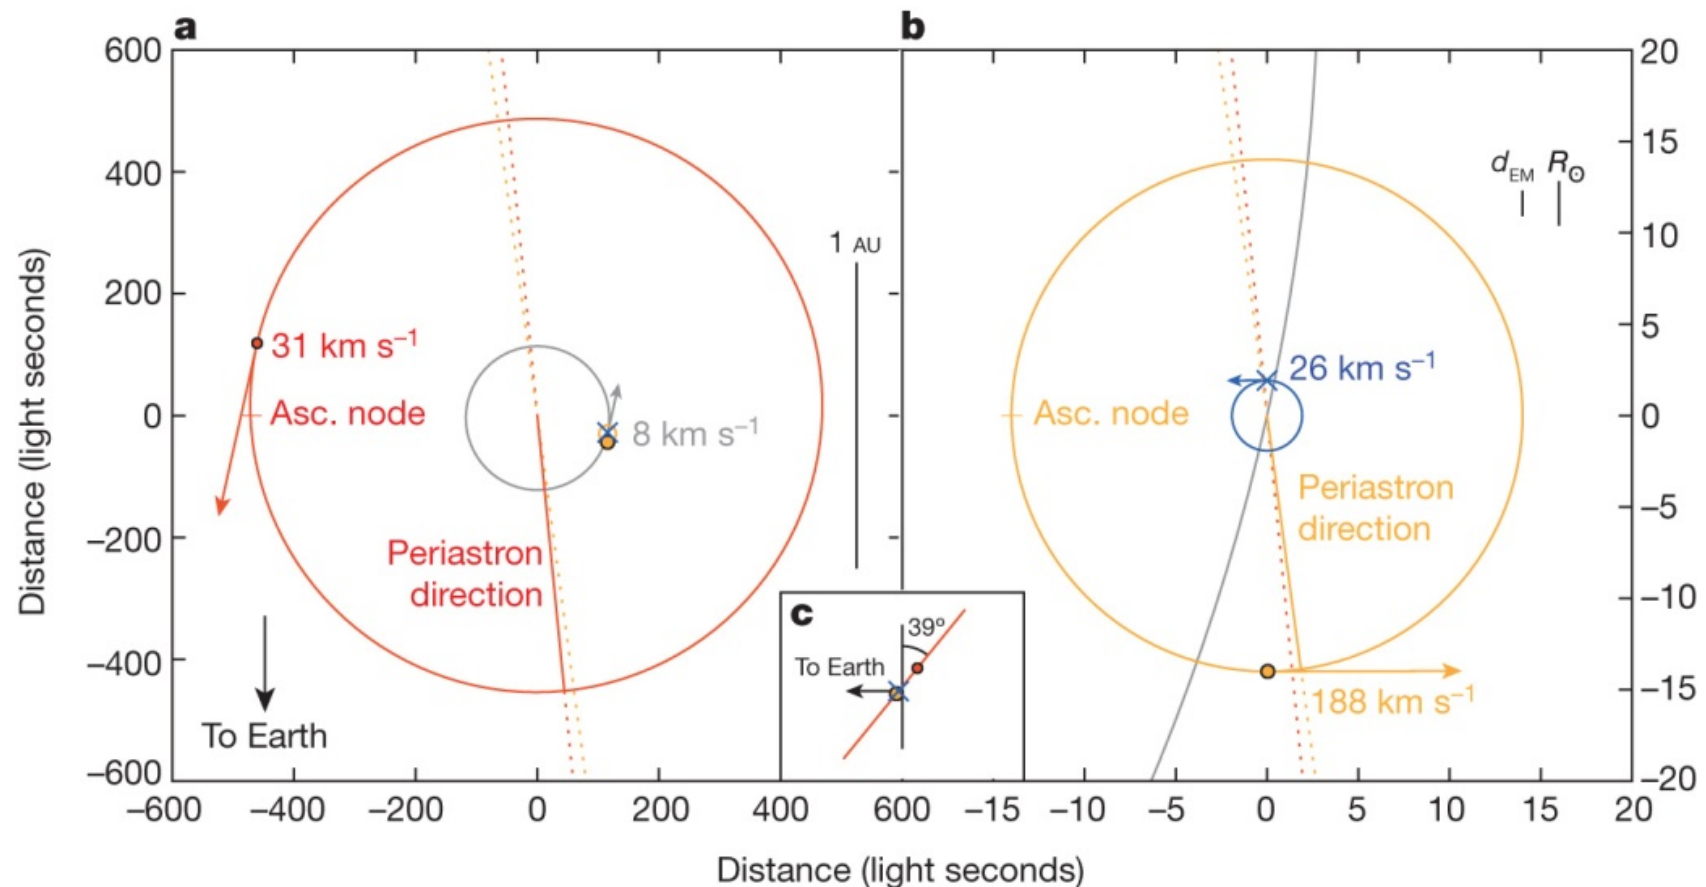 a
b
600
400
200
0
–200
–400
–600
–600
–400
–200
0
200
400
600
Distance (light seconds)
31 km s–1
Asc. node
8 km s–1
1 AU
Periastron
direction
To Earth
c
39º
To Earth
dEM
R⊙
26 km s–1
Asc. node
Periastron
direction
188 km s–1
20
15
10
5
0
–5
–10
–15
–20
–15
–10
–5
0
5
10
15
20
Distance (light seconds)